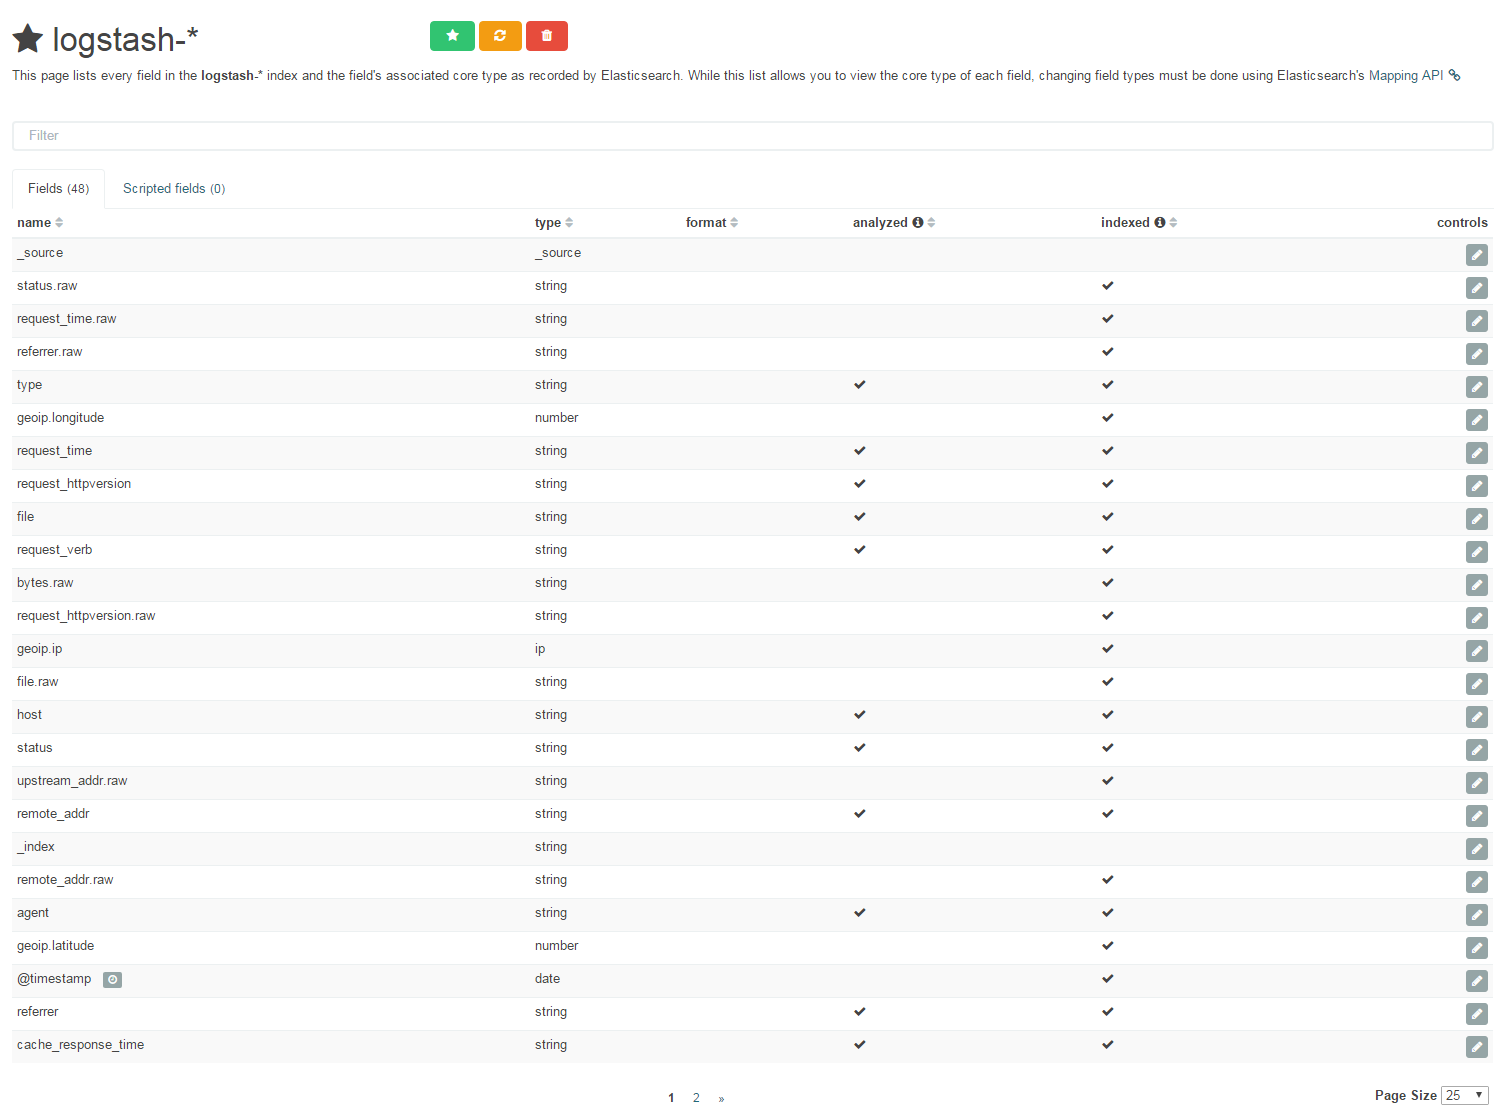 logstash-*
This page lists every field in the logstash-* index and the field's associated core type as recorded by Elasticsearch. While this list allows you to view the core type of each field, changing field types must be done using Elasticsearch's Mapping API
Filter
Fields (48) Scripted fields (0)
name type format analyzed indexed controls
_source _source
status.raw string
request_time.raw string
referrer.raw string
type string
geoip.longitude number
request_time string
request_httpversion string
file string
request_verb string
bytes.raw string
request_httpversion.raw string
geoip.ip ip
file.raw string
host string
status string
upstream_addr.raw string
remote_addr string
_index string
remote_addr.raw string
agent string
geoip.latitude number
@timestamp date
referrer string
cache_response_time string
1 2 » Page Size 25